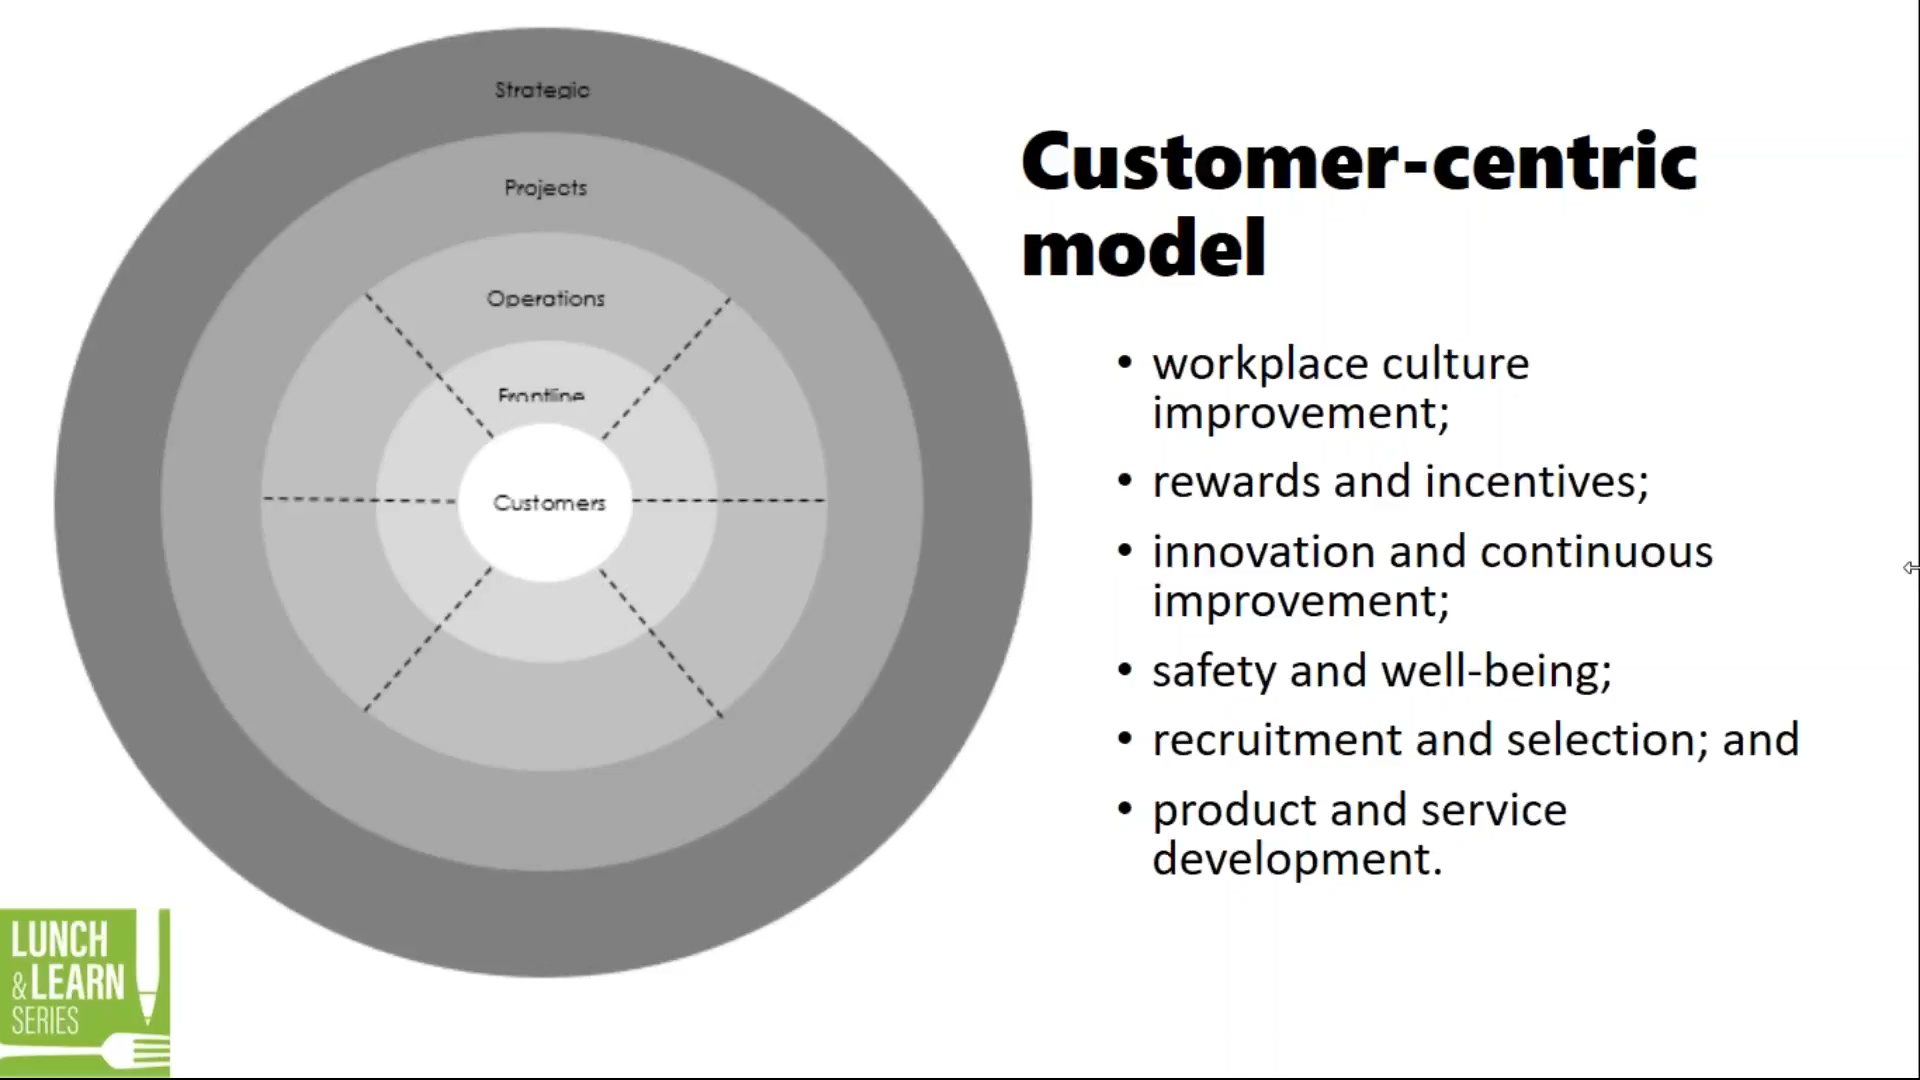 Strategic
Projects
Operations
Frontline
Customers
Customer-centric
model
• workplace culture
improvement;
• rewards and incentives;
• innovation and continuous
improvement;
• safety and well-being;
• recruitment and selection; and
• product and service
development.
LUNCH
&LEARN
SERIES